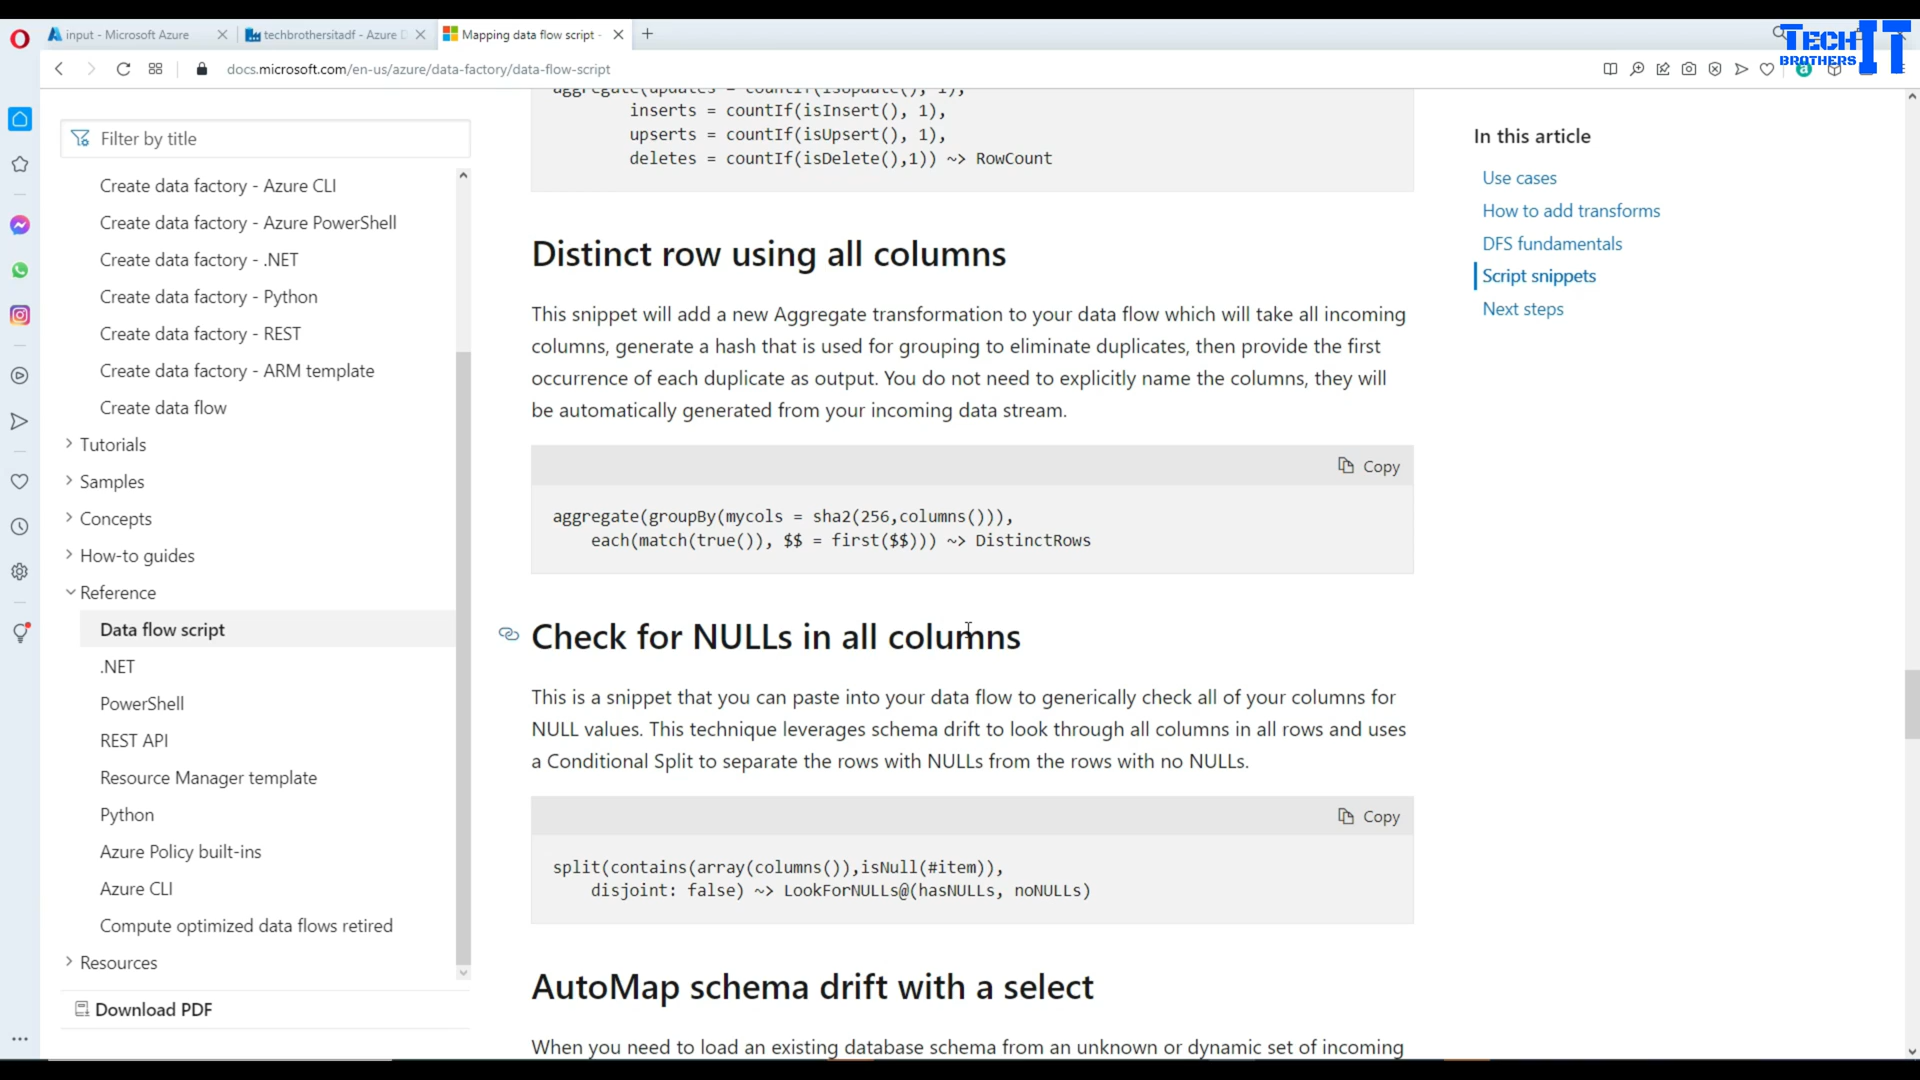 input - Microsoft Azure
techbrothersitadf - Azure D
Mapping data flow script -
TECH IT
BROTHERS
docs.microsoft.com/en-us/azure/data-factory/data-flow-script
Filter by title
Create data factory - Azure CLI
Create data factory - Azure PowerShell
Create data factory - .NET
Create data factory - Python
Create data factory - REST
Create data factory - ARM template
Create data flow
Tutorials
Samples
Concepts
How-to guides
Reference
Data flow script
.NET
PowerShell
REST API
Resource Manager template
Python
Azure Policy built-ins
Azure CLI
Compute optimized data flows retired
Resources
Download PDF
aggregate(updates = countIf(isUpdate(), 1),
inserts = countIf(isInsert(), 1),
upserts = countIf(isUpsert(), 1),
deletes = countIf(isDelete(),1)) ~> RowCount
Distinct row using all columns
This snippet will add a new Aggregate transformation to your data flow which will take all incoming
columns, generate a hash that is used for grouping to eliminate duplicates, then provide the first
occurrence of each duplicate as output. You do not need to explicitly name the columns, they will
be automatically generated from your incoming data stream.
Copy
aggregate(groupBy(mycols = sha2(256,columns())),
each(match(true()), $$ = first($$))) ~> DistinctRows
Check for NULLs in all columns
This is a snippet that you can paste into your data flow to generically check all of your columns for
NULL values. This technique leverages schema drift to look through all columns in all rows and uses
a Conditional Split to separate the rows with NULLs from the rows with no NULLs.
Copy
split(contains(array(columns()),isNull(#item)),
disjoint: false) ~> LookForNULLs@(hasNULLs, noNULLs)
AutoMap schema drift with a select
When you need to load an existing database schema from an unknown or dynamic set of incoming
In this article
Use cases
How to add transforms
DFS fundamentals
Script snippets
Next steps